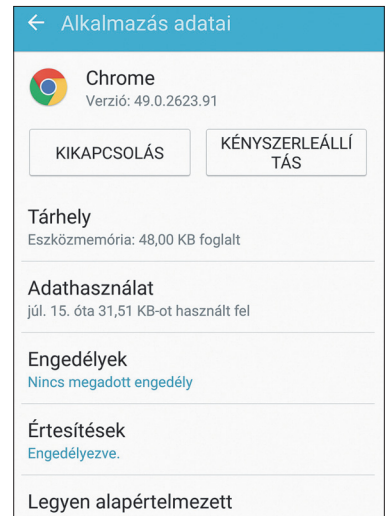 Alkalmazás adatai
Chrome
Verzió: 49.0.2623.91
KIKAPCSOLÁS
KÉNYSZERLEÁLLÍ
TÁS
Tárhely
Eszközmemória: 48,00 KB foglalt
Adathasználat
júl. 15. óta 31,51 KB-ot használt fel
Engedélyek
Nincs megadott engedély
Értesítések
Engedélyezve.
Legyen alapértelmezett